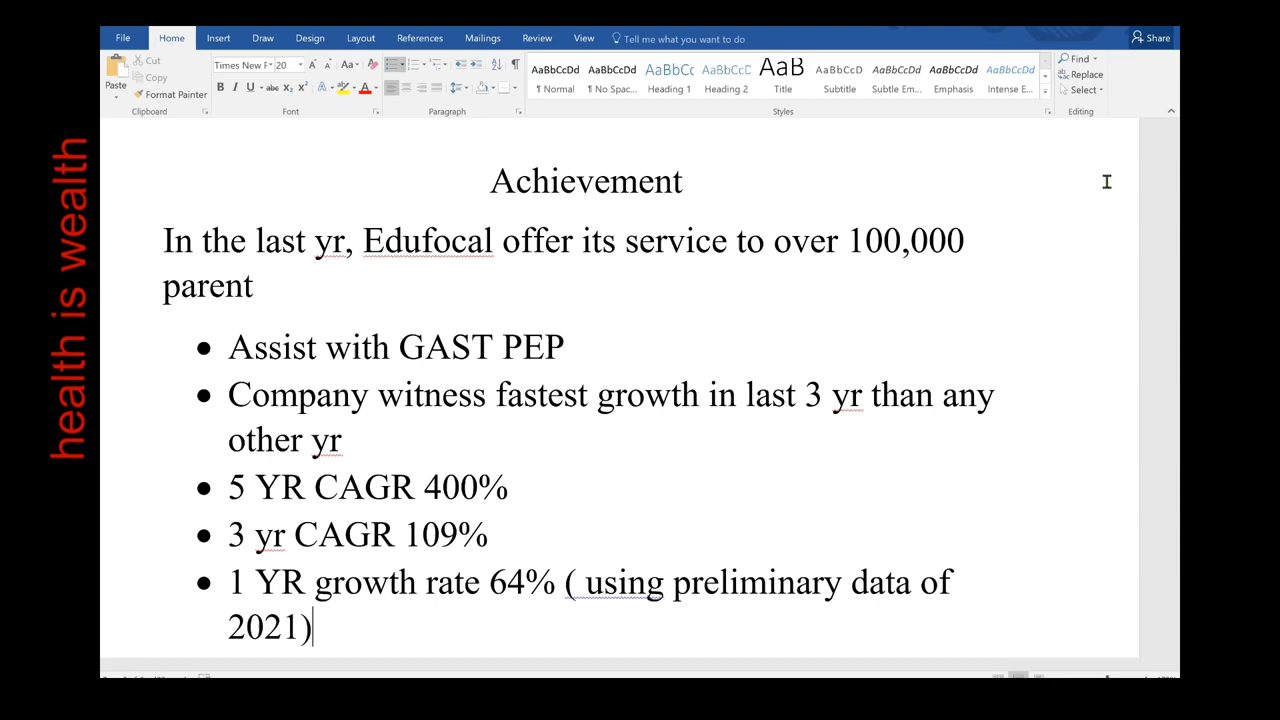 File Home Insert Draw Design Layout References Mailings Review View Tell me what you want to do Share
Paste Cut Copy Format Painter
Times New F 20 Aa
B I U abc X₂ X² A A
AaBbCcDd AaBbCcDd AaBbCc AaBbCcD AaB AaBbCcD AaBbCcDd AaBbCcDd AaBbCcDd
¶ Normal ¶ No Spac... Heading 1 Heading 2 Title Subtitle Subtle Em... Emphasis Intense E...
Find
Replace
Select
Clipboard Font Paragraph Styles Editing
health is wealth
Achievement
In the last yr, Edufocal offer its service to over 100,000
parent
• Assist with GAST PEP
• Company witness fastest growth in last 3 yr than any
other yr
• 5 YR CAGR 400%
• 3 yr CAGR 109%
• 1 YR growth rate 64% ( using preliminary data of
2021)